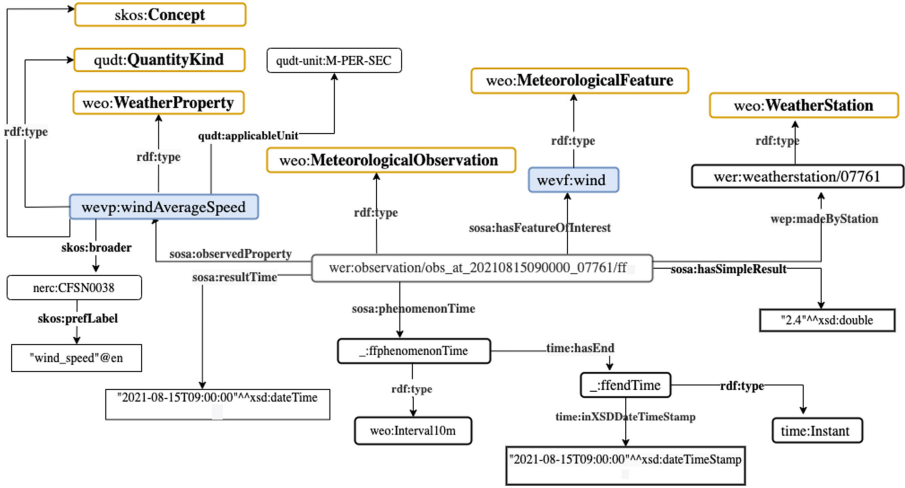 skos:Concept
qudt:QuantityKind
qudt-unit:M-PER-SEC
weo:MeteorologicalFeature
weo:WeatherProperty
weo:WeatherStation
rdf:type
qudt:applicableUnit
rdf:type
rdf:type
rdf:type
weo:MeteorologicalObservation
wevf:wind
wer:weatherstation/07761
wevp:windAverageSpeed
rdf:type
wep:madeByStation
sosa:hasFeatureOfInterest
skos:broader
sosa:observedProperty
wer:observation/obs_at_20210815090000_07761/ff
sosa:hasSimpleResult
sosa:resultTime
nerc:CFSN0038
sosa:phenomenonTime
skos:prefLabel
"2.4"^^xsd:double
"wind_speed"@en
_:ffphenomenonTime
time:hasEnd
_:ffendTime
rdf:type
rdf:type
"2021-08-15T09:00:00"^^xsd:dateTime
time:inXSDDateTimeStamp
weo:Interval10m
time:Instant
"2021-08-15T09:00:00"^^xsd:dateTimeStamp